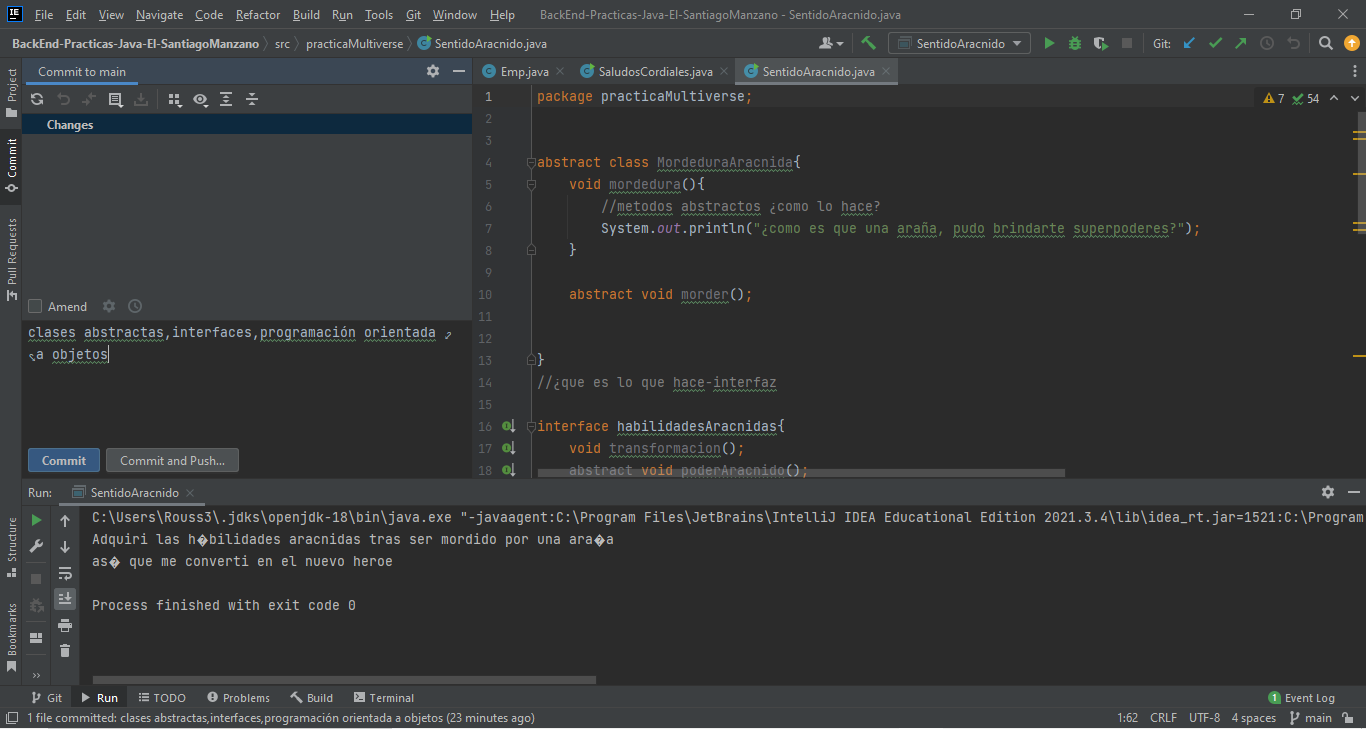 File Edit View Navigate Code Refactor Build Run Tools Git Window Help BackEnd-Practicas-Java-El-SantiagoManzano - SentidoAracnido.java
BackEnd-Practicas-Java-El-SantiagoManzano src practicaMultiverse SentidoAracnido.java SentidoAracnido Git:
Project
Commit
Pull Requests
Structure
Bookmarks
Commit to main
Changes
Amend
clases abstractas,interfaces,programación orientada
a objetos
Commit Commit and Push...
Emp.java SaludosCordiales.java SentidoAracnido.java
7 54
1 package practicaMultiverse;
2
3
4 abstract class MordeduraAracnida{
5 void mordedura(){
6 //metodos abstractos ¿como lo hace?
7 System.out.println("¿como es que una araña, pudo brindarte superpoderes?");
8 }
9
10 abstract void morder();
11
12
13 }
14 //¿que es lo que hace-interfaz
15
16 interface habilidadesAracnidas{
17 void transformacion();
18 abstract void poderAracnido();
Run: SentidoAracnido
C:\Users\Rouss3\.jdks\openjdk-18\bin\java.exe "-javaagent:C:\Program Files\JetBrains\IntelliJ IDEA Educational Edition 2021.3.4\lib\idea_rt.jar=1521:C:\Program
Adquiri las h�bilidades aracnidas tras ser mordido por una ara�a
as� que me converti en el nuevo heroe
Process finished with exit code 0
Git Run TODO Problems Build Terminal 1 Event Log
1 file committed: clases abstractas,interfaces,programación orientada a objetos (23 minutes ago) 1:62 CRLF UTF-8 4 spaces main